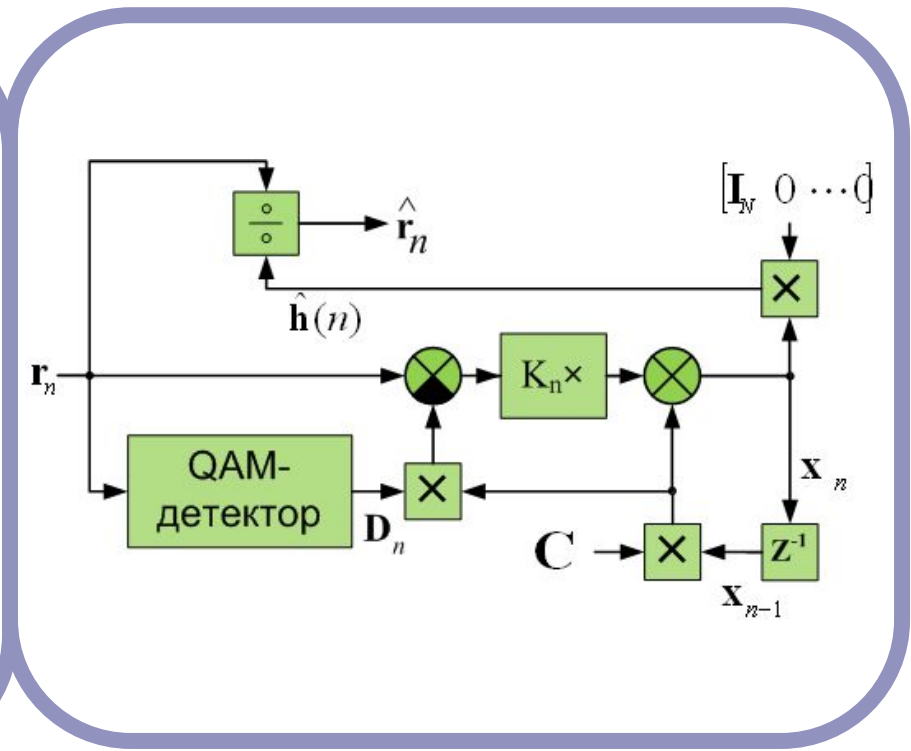 [I_N 0 ⋯ 0]
÷
r̂_n
×
ĥ(n)
r_n
K_n×
QAM-
детектор
×
D_n
x_n
C
×
z⁻¹
x_{n−1}